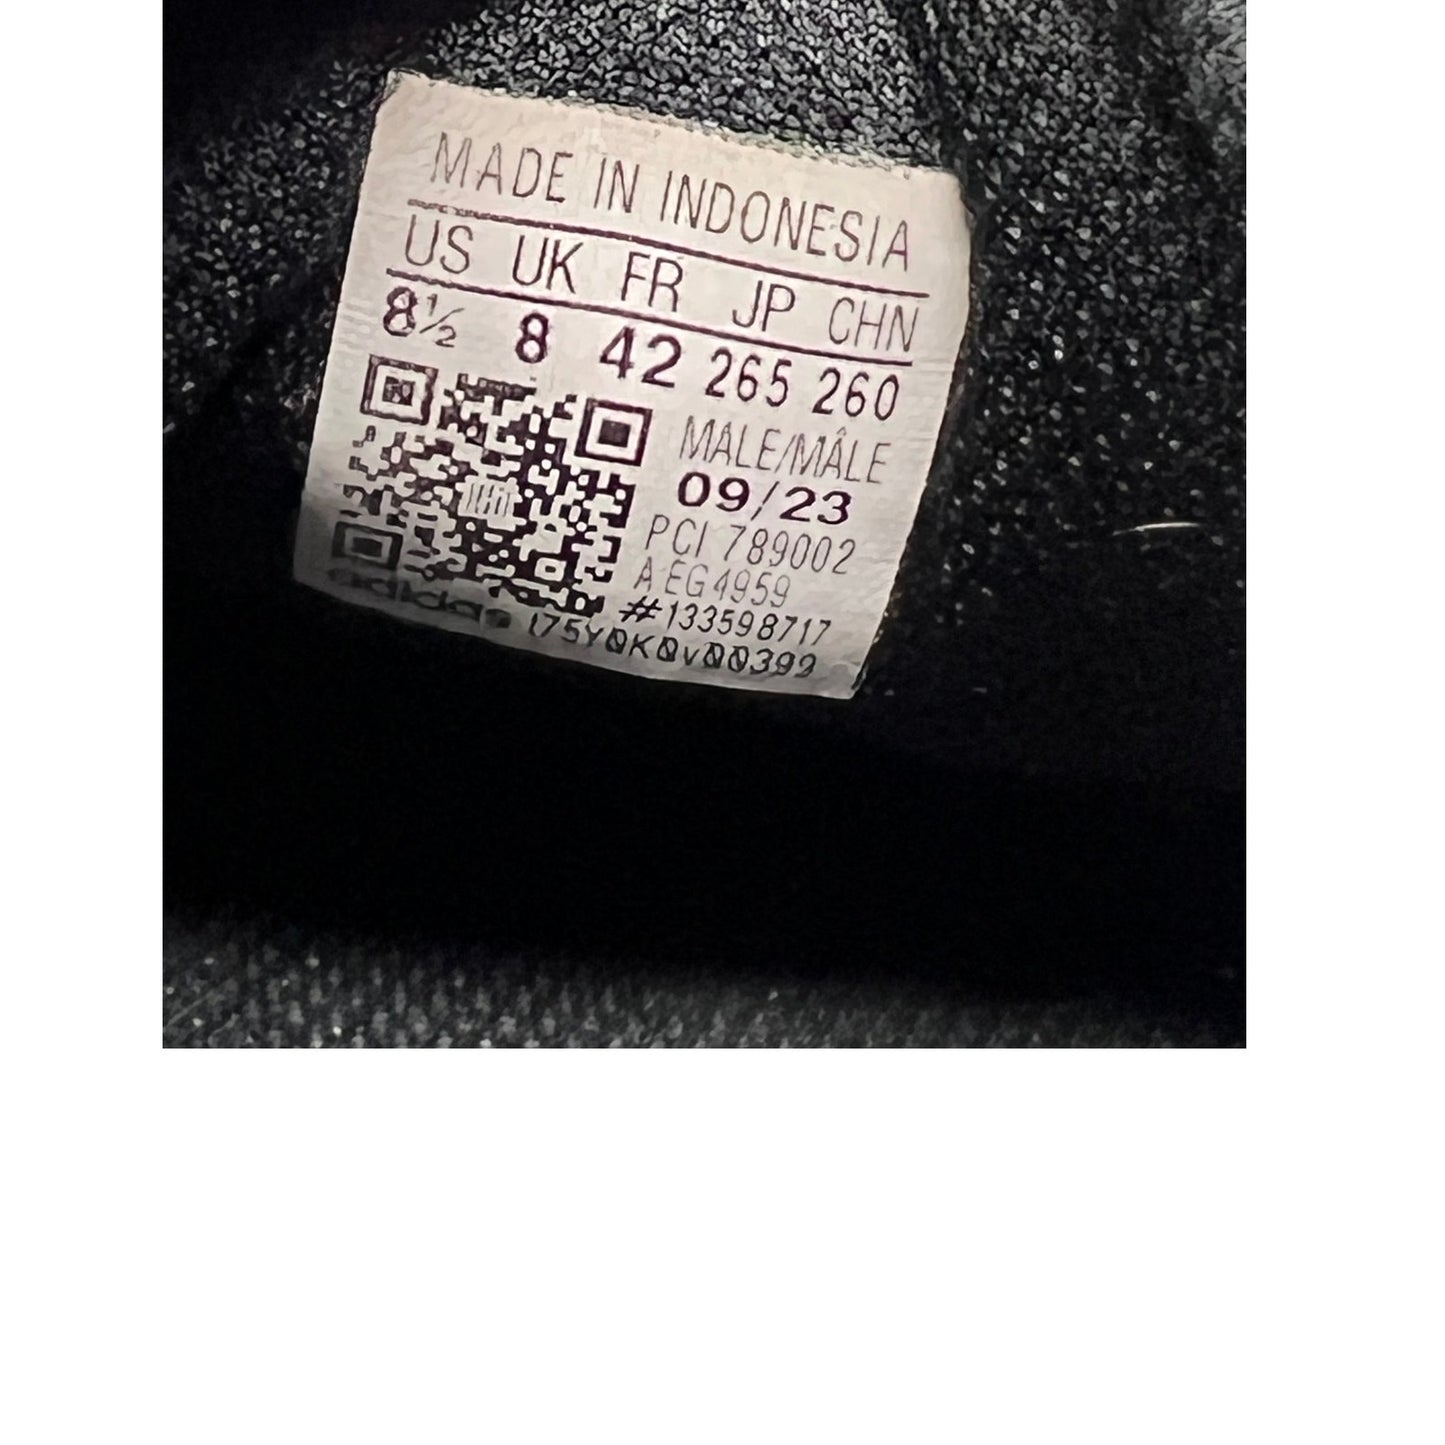 MADE IN INDONESIA
US UK FR JP CHN
8½ 8 42 265 260
MALE/MÂLE
09/23
PCI 789002
A EG4959
#133598717
adidas I75Y0K0v00399